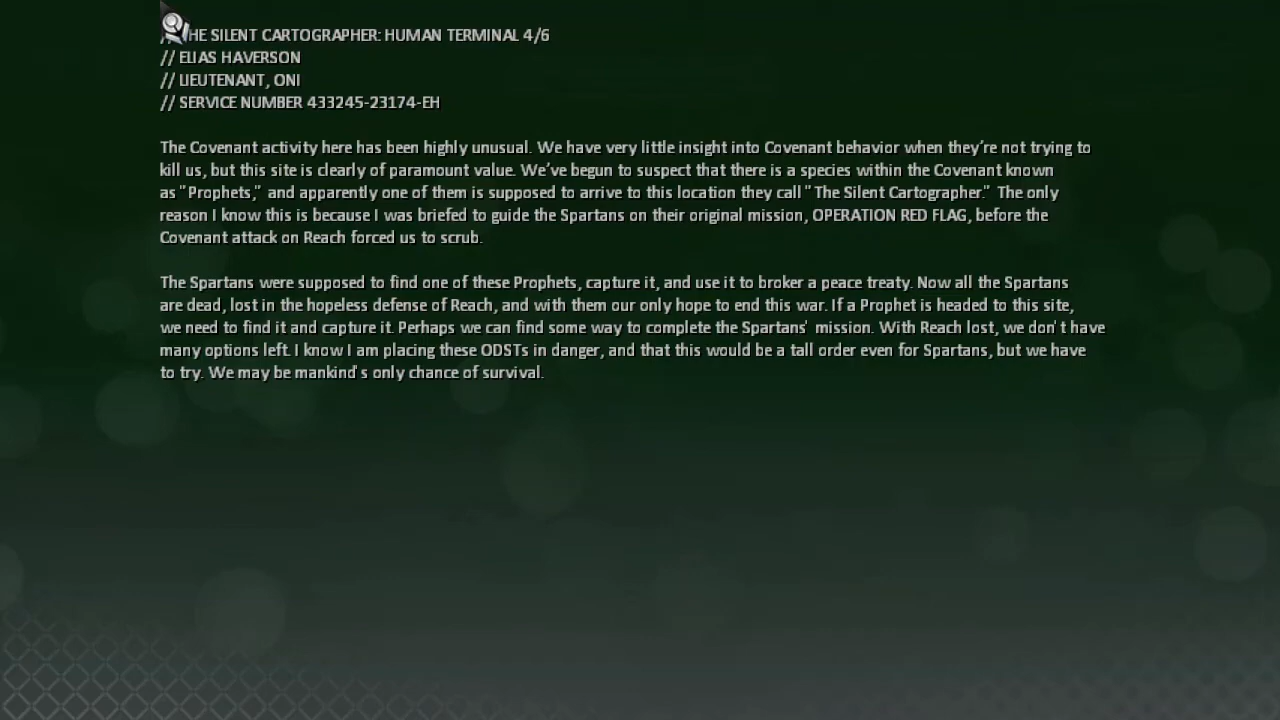 // THE SILENT CARTOGRAPHER: HUMAN TERMINAL 4/6
// ELIAS HAVERSON
// LIEUTENANT, ONI
// SERVICE NUMBER 433245-23174-EH
The Covenant activity here has been highly unusual. We have very little insight into Covenant behavior when they're not trying to
kill us, but this site is clearly of paramount value. We've begun to suspect that there is a species within the Covenant known
as "Prophets," and apparently one of them is supposed to arrive to this location they call "The Silent Cartographer." The only
reason I know this is because I was briefed to guide the Spartans on their original mission, OPERATION RED FLAG, before the
Covenant attack on Reach forced us to scrub.
The Spartans were supposed to find one of these Prophets, capture it, and use it to broker a peace treaty. Now all the Spartans
are dead, lost in the hopeless defense of Reach, and with them our only hope to end this war. If a Prophet is headed to this site,
we need to find it and capture it. Perhaps we can find some way to complete the Spartans' mission. With Reach lost, we don't have
many options left. I know I am placing these ODSTs in danger, and that this would be a tall order even for Spartans, but we have
to try. We may be mankind's only chance of survival.